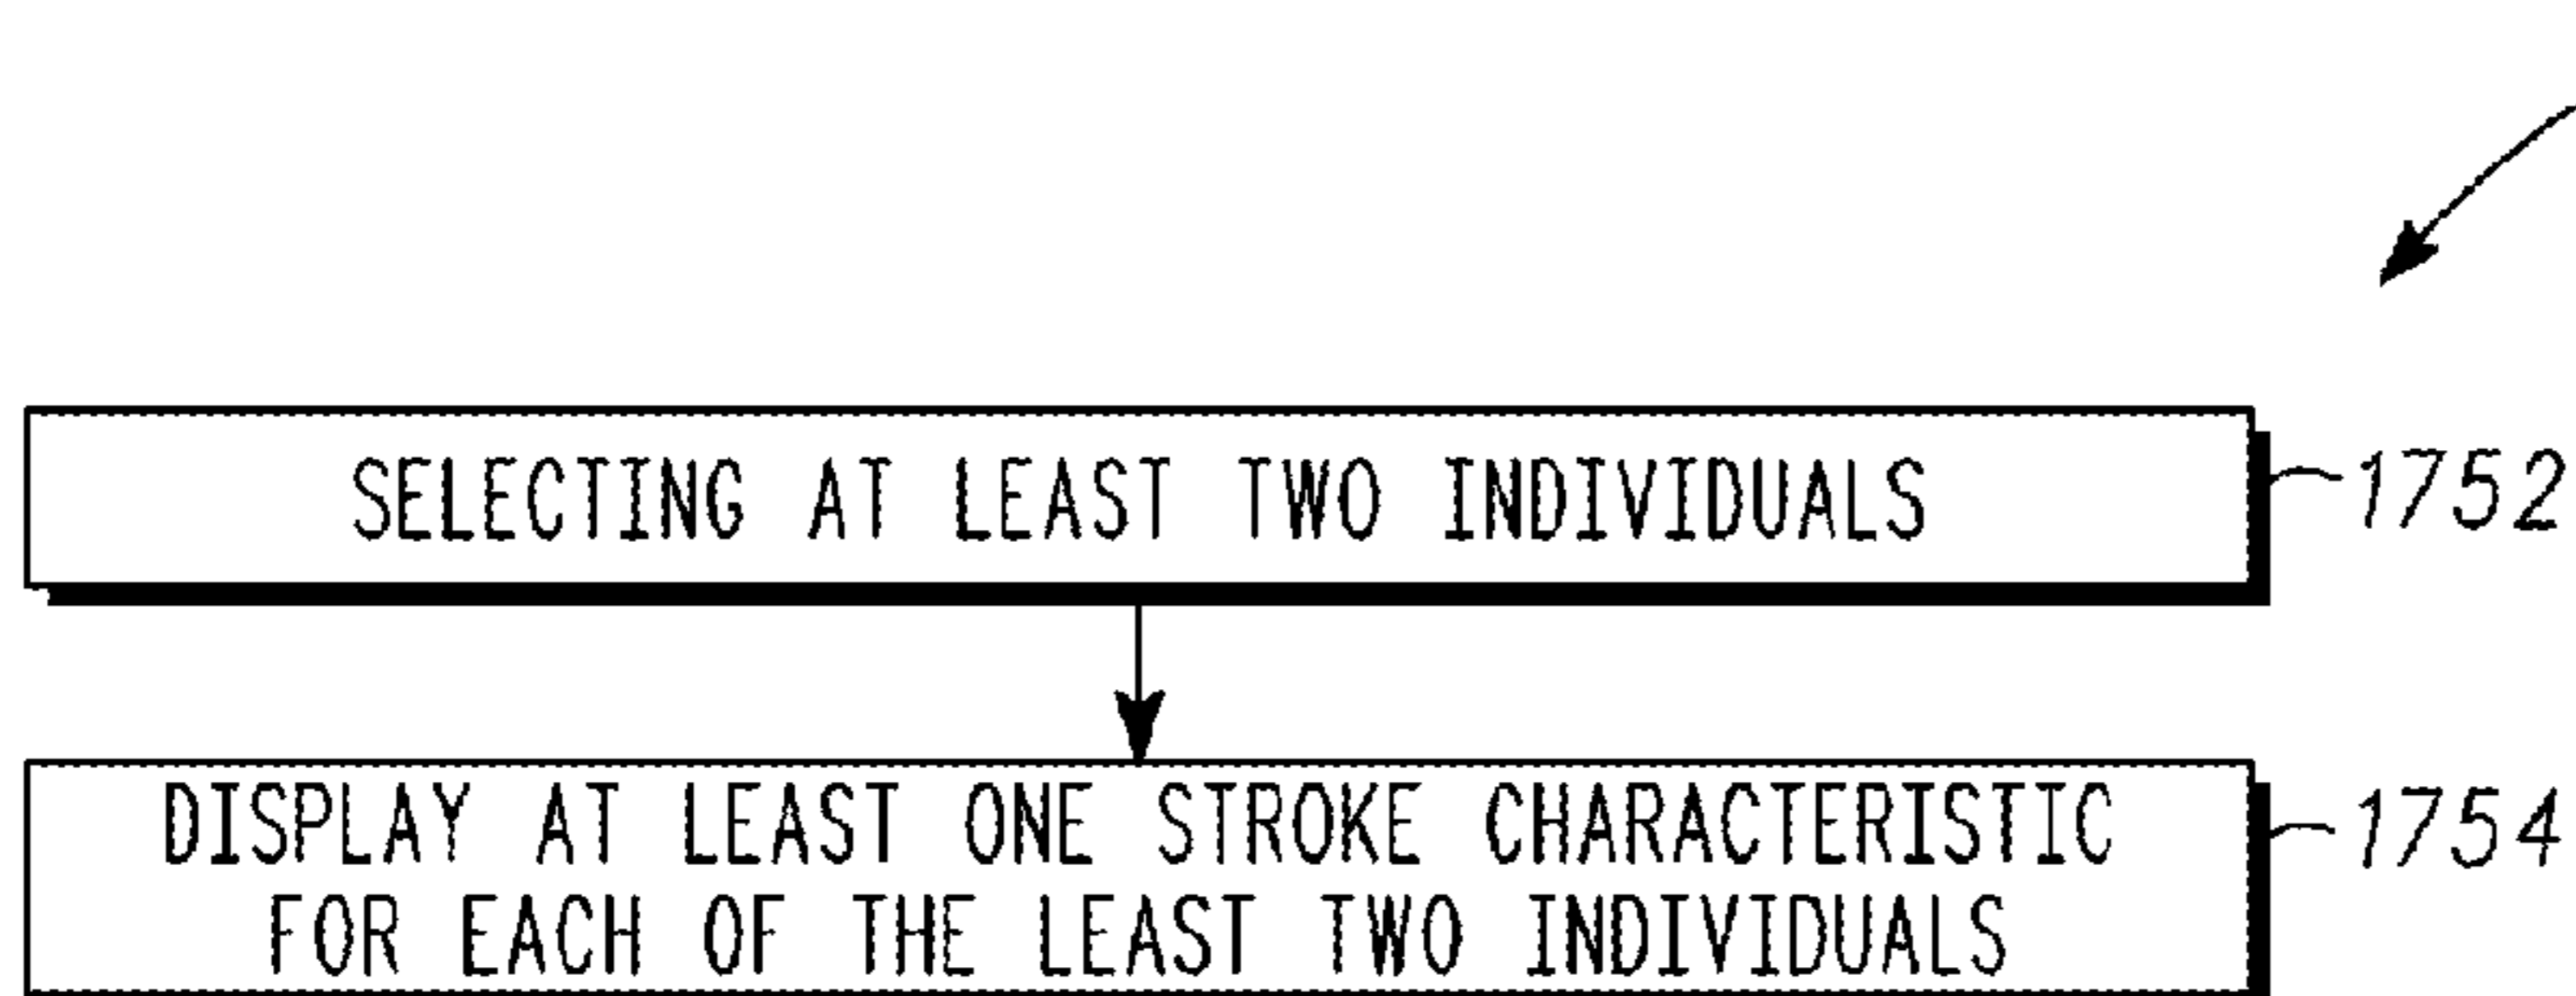 SELECTING AT LEAST TWO INDIVIDUALS
1752
DISPLAY AT LEAST ONE STROKE CHARACTERISTIC
FOR EACH OF THE LEAST TWO INDIVIDUALS
1754